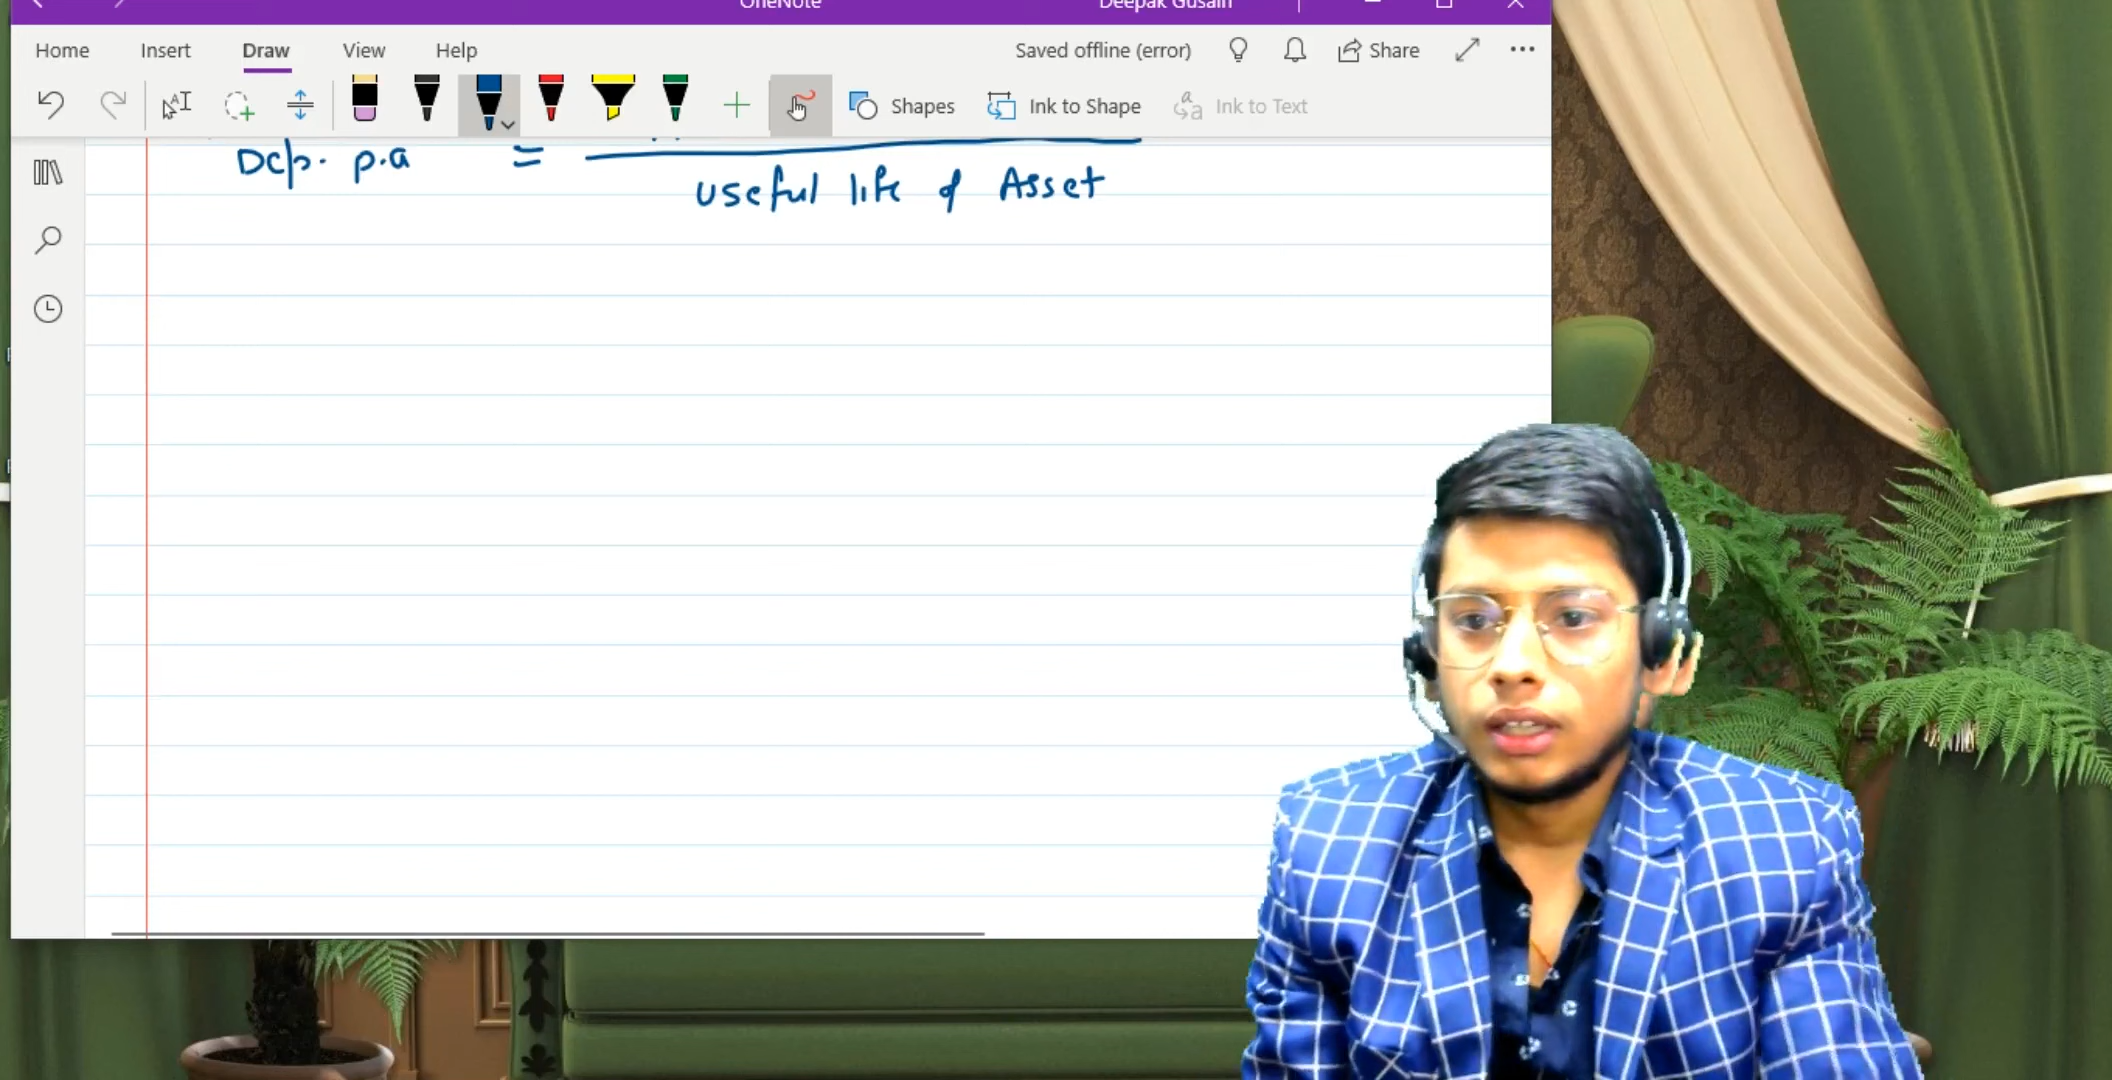 OneNote
Deepak Gusain
Home Insert Draw View Help Saved offline (error) Share
Shapes Ink to Shape Ink to Text
Dep. p.a =
useful life of Asset